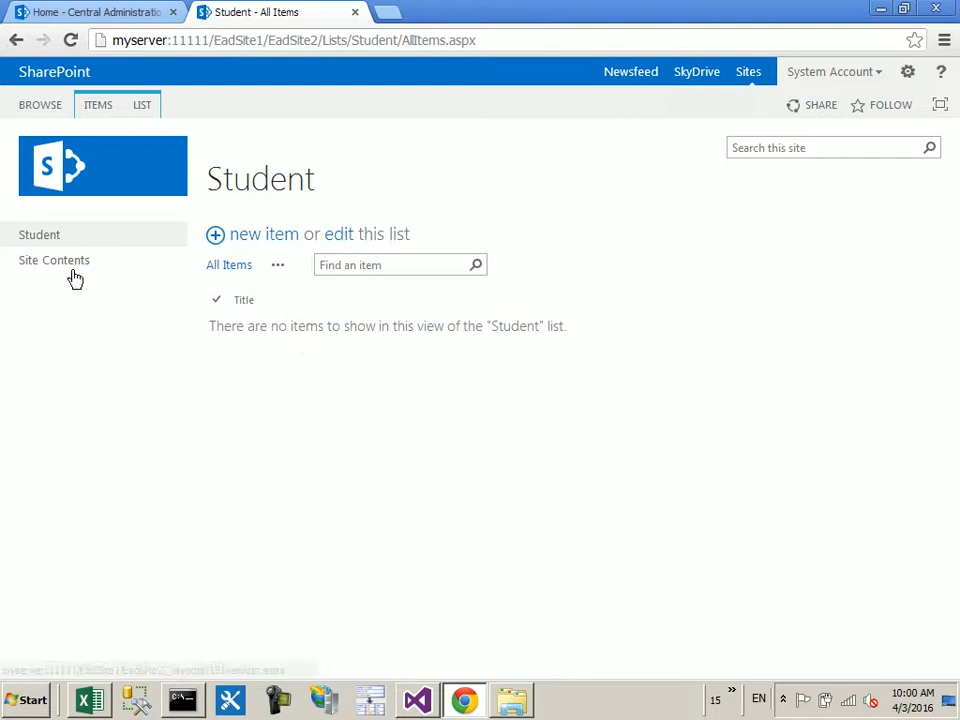 Home - Central Administratio
Student - All Items
myserver:11111/EadSite1/EadSite2/Lists/Student/AllItems.aspx
SharePoint
Newsfeed
SkyDrive
Sites
System Account
?
BROWSE
ITEMS
LIST
SHARE
FOLLOW
S
Search this site
Student
new item or edit this list
Student
Site Contents
All Items
Find an item
Title
There are no items to show in this view of the "Student" list.
Start
15
EN
10:00 AM
4/3/2016